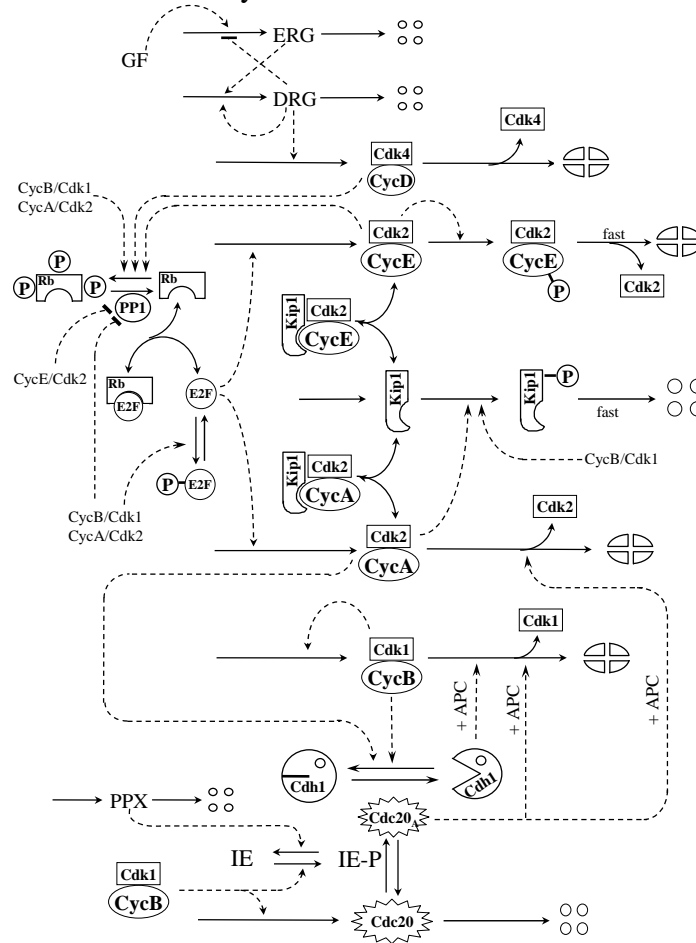 ERG
GF
DRG
Cdk4
Cdk4
CycD
CycB/Cdk1
CycA/Cdk2
Cdk2
CycE
Cdk2
CycE
P
fast
Cdk2
P
P
Rb
P
Rb
PP1
Kip1
Cdk2
CycE
CycE/Cdk2
Rb
E2F
E2F
Kip1
Kip1
P
fast
CycB/Cdk1
P
E2F
Kip1
Cdk2
CycA
CycB/Cdk1
CycA/Cdk2
Cdk2
CycA
Cdk2
Cdk1
CycB
Cdk1
+ APC
+ APC
+ APC
Cdh1
Cdh1
PPX
Cdc20A
IE
IE-P
Cdk1
CycB
Cdc20